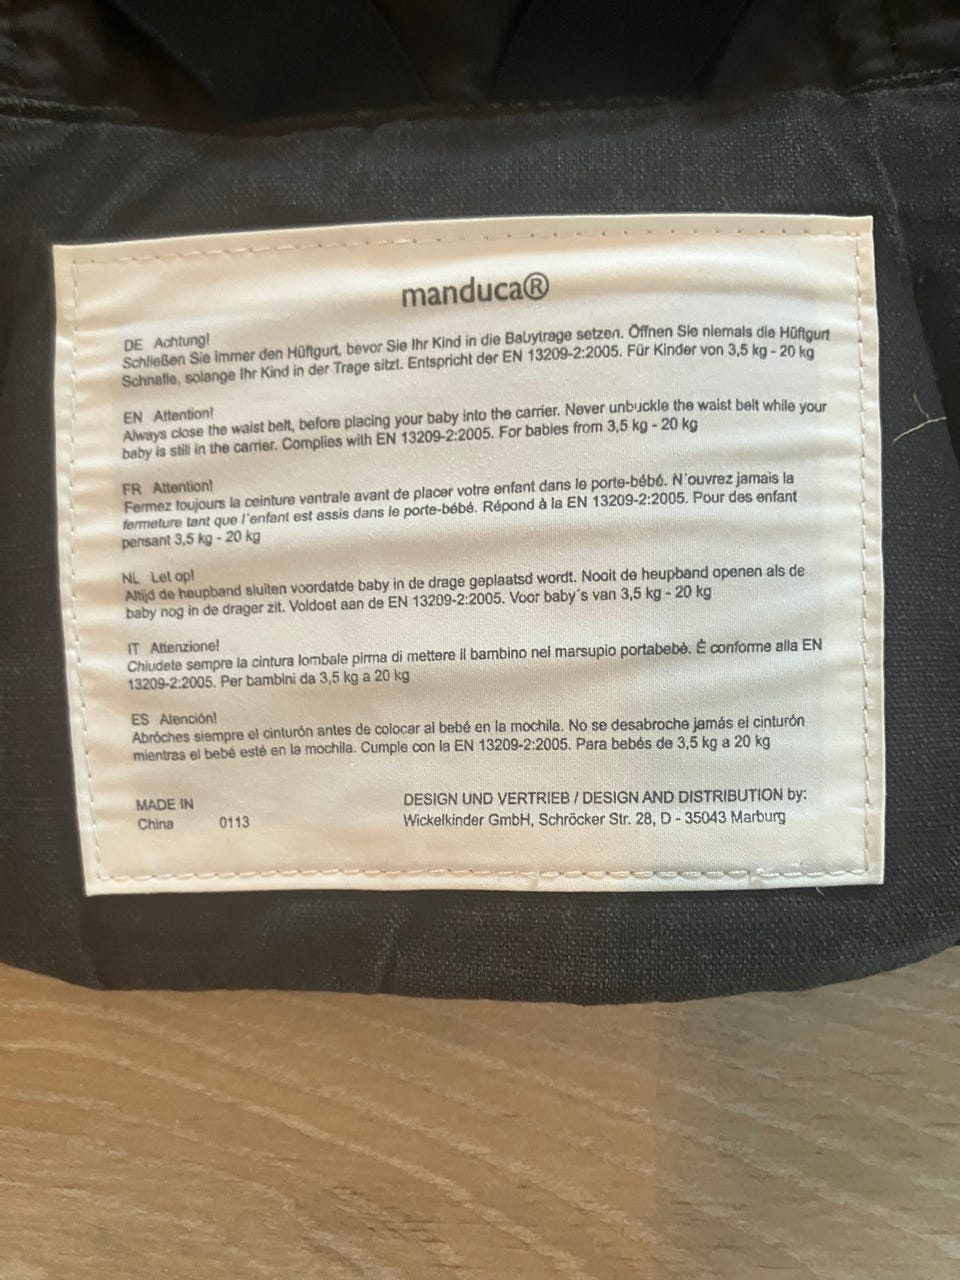 manduca®
DE Achtung!
Schließen Sie immer den Hüftgurt, bevor Sie Ihr Kind in die Babytrage setzen. Öffnen Sie niemals die Hüftgurt
Schnalle, solange Ihr Kind in der Trage sitzt. Entspricht der EN 13209-2:2005. Für Kinder von 3,5 kg - 20 kg
EN Attention!
Always close the waist belt, before placing your baby into the carrier. Never unbuckle the waist belt while your
baby is still in the carrier. Complies with EN 13209-2:2005. For babies from 3,5 kg - 20 kg
FR Attention!
Fermez toujours la ceinture ventrale avant de placer votre enfant dans le porte-bébé. N´ouvrez jamais la
fermeture tant que l´enfant est assis dans le porte-bébé. Répond à la EN 13209-2:2005. Pour des enfant
pensant 3,5 kg - 20 kg
NL Let op!
Altijd de heupband sluiten voordatde baby in de drage geplaatsd wordt. Nooit de heupband openen als de
baby nog in de drager zit. Voldoet aan de EN 13209-2:2005. Voor baby´s van 3,5 kg - 20 kg
IT Attenzione!
Chiudete sempre la cintura lombale pirma di mettere il bambino nel marsupio portabebè. È conforme alla EN
13209-2:2005. Per bambini da 3,5 kg a 20 kg
ES Atención!
Abróches siempre el cinturón antes de colocar al bebé en la mochila. No se desabroche jamás el cinturón
mientras el bebé esté en la mochila. Cumple con la EN 13209-2:2005. Para bebés de 3,5 kg a 20 kg
MADE IN
China 0113
DESIGN UND VERTRIEB / DESIGN AND DISTRIBUTION by:
Wickelkinder GmbH, Schröcker Str. 28, D - 35043 Marburg